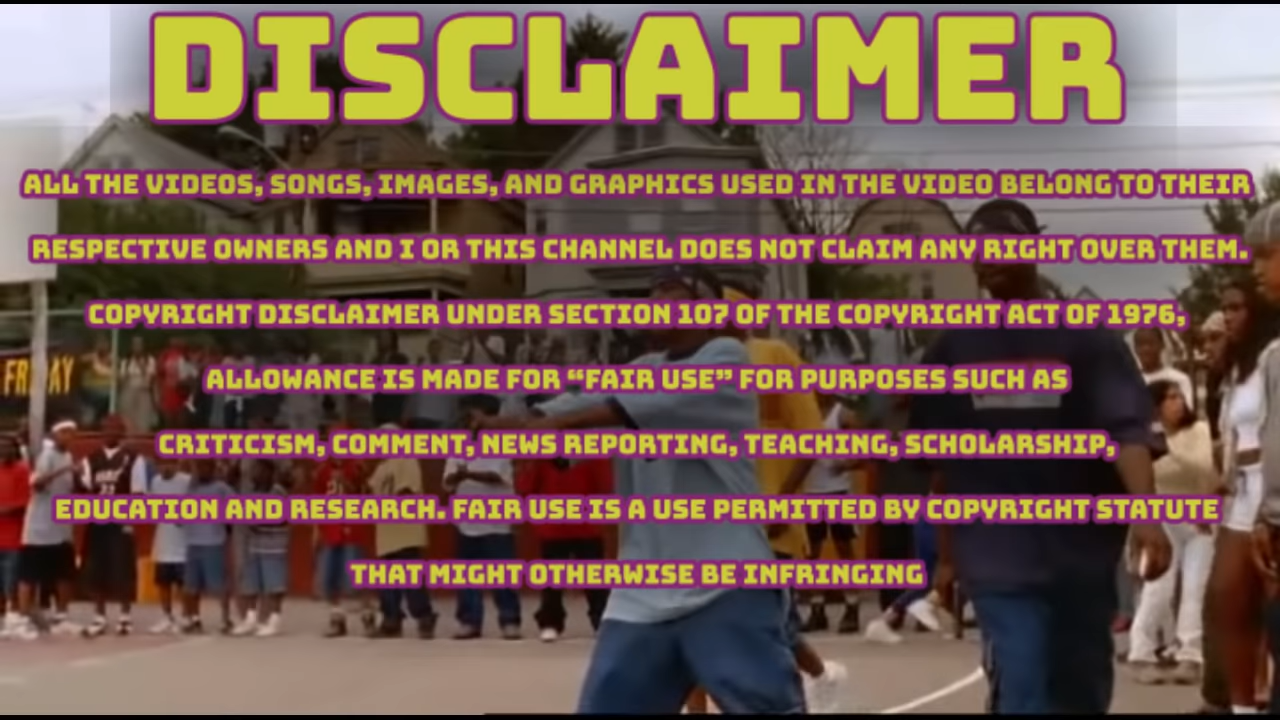 DISCLAIMER
ALL THE VIDEOS, SONGS, IMAGES, AND GRAPHICS USED IN THE VIDEO BELONG TO THEIR
RESPECTIVE OWNERS AND I OR THIS CHANNEL DOES NOT CLAIM ANY RIGHT OVER THEM.
COPYRIGHT DISCLAIMER UNDER SECTION 107 OF THE COPYRIGHT ACT OF 1976,
ALLOWANCE IS MADE FOR “FAIR USE” FOR PURPOSES SUCH AS
CRITICISM, COMMENT, NEWS REPORTING, TEACHING, SCHOLARSHIP,
EDUCATION AND RESEARCH. FAIR USE IS A USE PERMITTED BY COPYRIGHT STATUTE
THAT MIGHT OTHERWISE BE INFRINGING